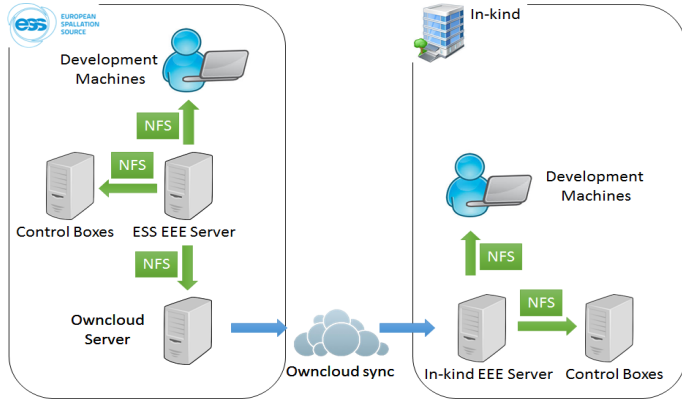 ess
EUROPEAN
SPALLATION
SOURCE
Development
Machines
NFS
NFS
Control Boxes
ESS EEE Server
NFS
Owncloud
Server
Owncloud sync
In-kind
Development
Machines
NFS
NFS
In-kind EEE Server
Control Boxes